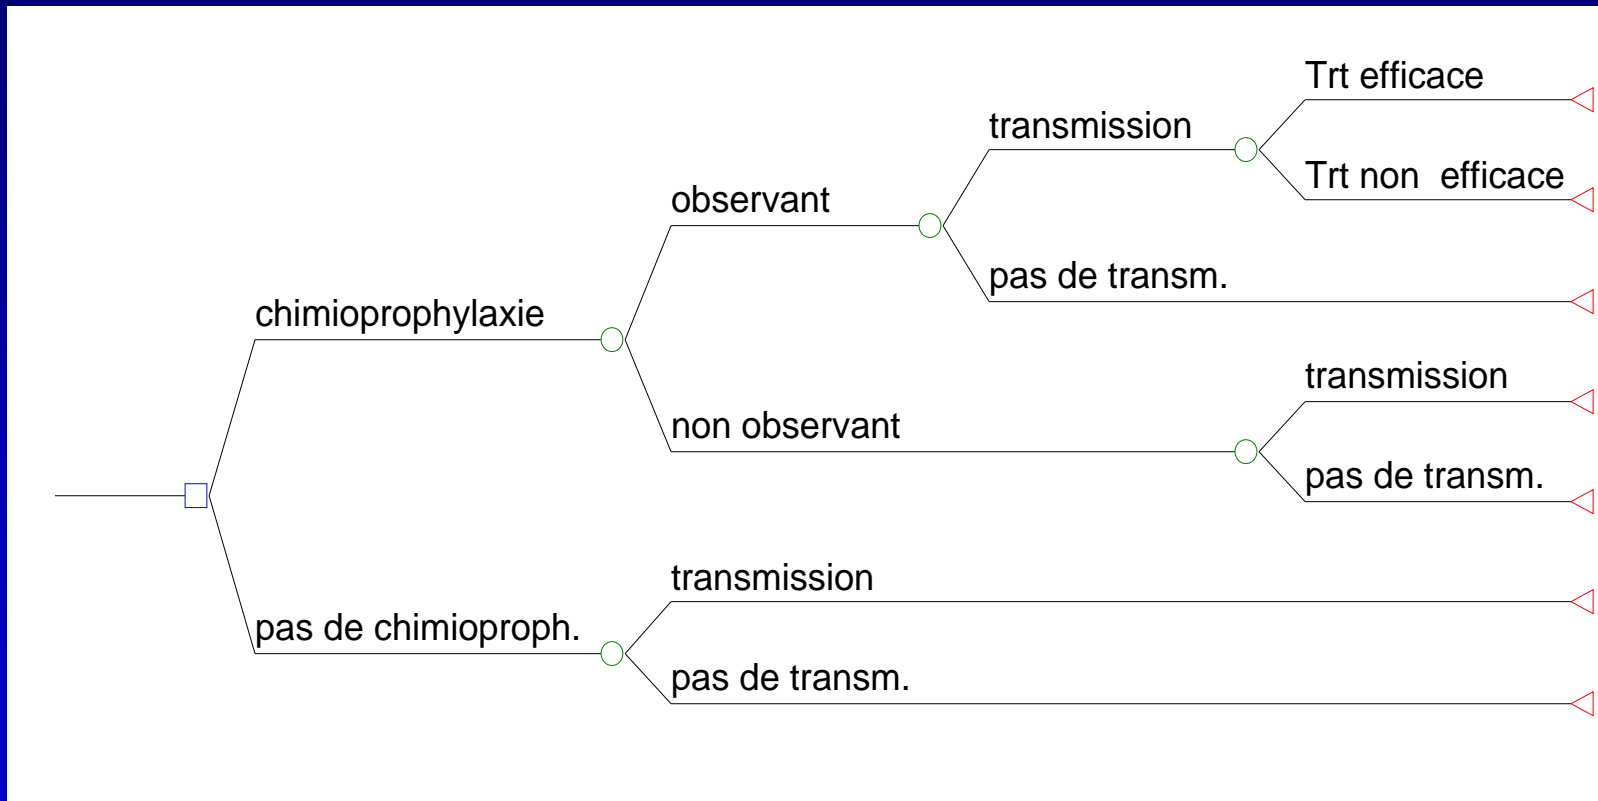 Trt efficace
transmission
Trt non  efficace
observant
pas de transm.
chimioprophylaxie
transmission
non observant
pas de transm.
transmission
pas de chimioproph.
pas de transm.